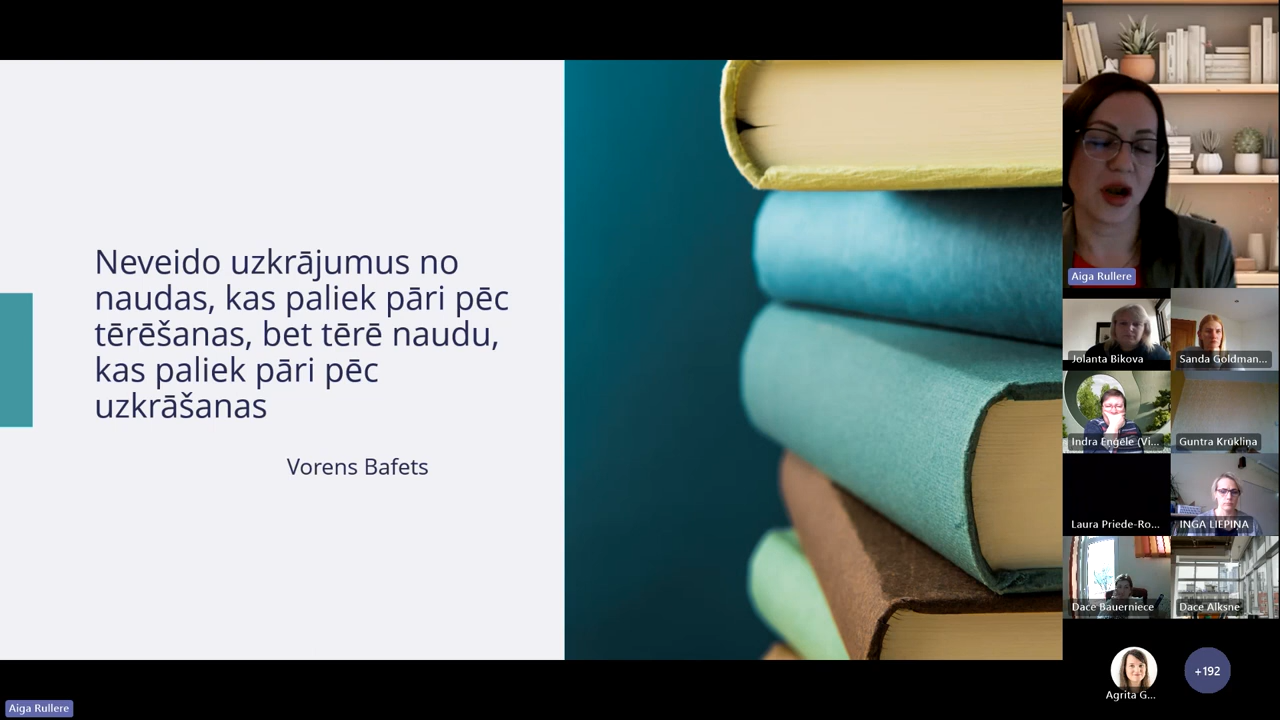 Neveido uzkrājumus no
naudas, kas paliek pāri pēc
tērēšanas, bet tērē naudu,
kas paliek pāri pēc
uzkrāšanas
Vorens Bafets
Aiga Rullere
Jolanta Bikova
Sanda Goldman...
Indra Engēle (Vi...
Guntra Krūkliņa
Laura Priede-Ro...
INGA LIEPIŅA
Dace Bauerniece
Dace Alksne
Agrita G...
+192
Aiga Rullere